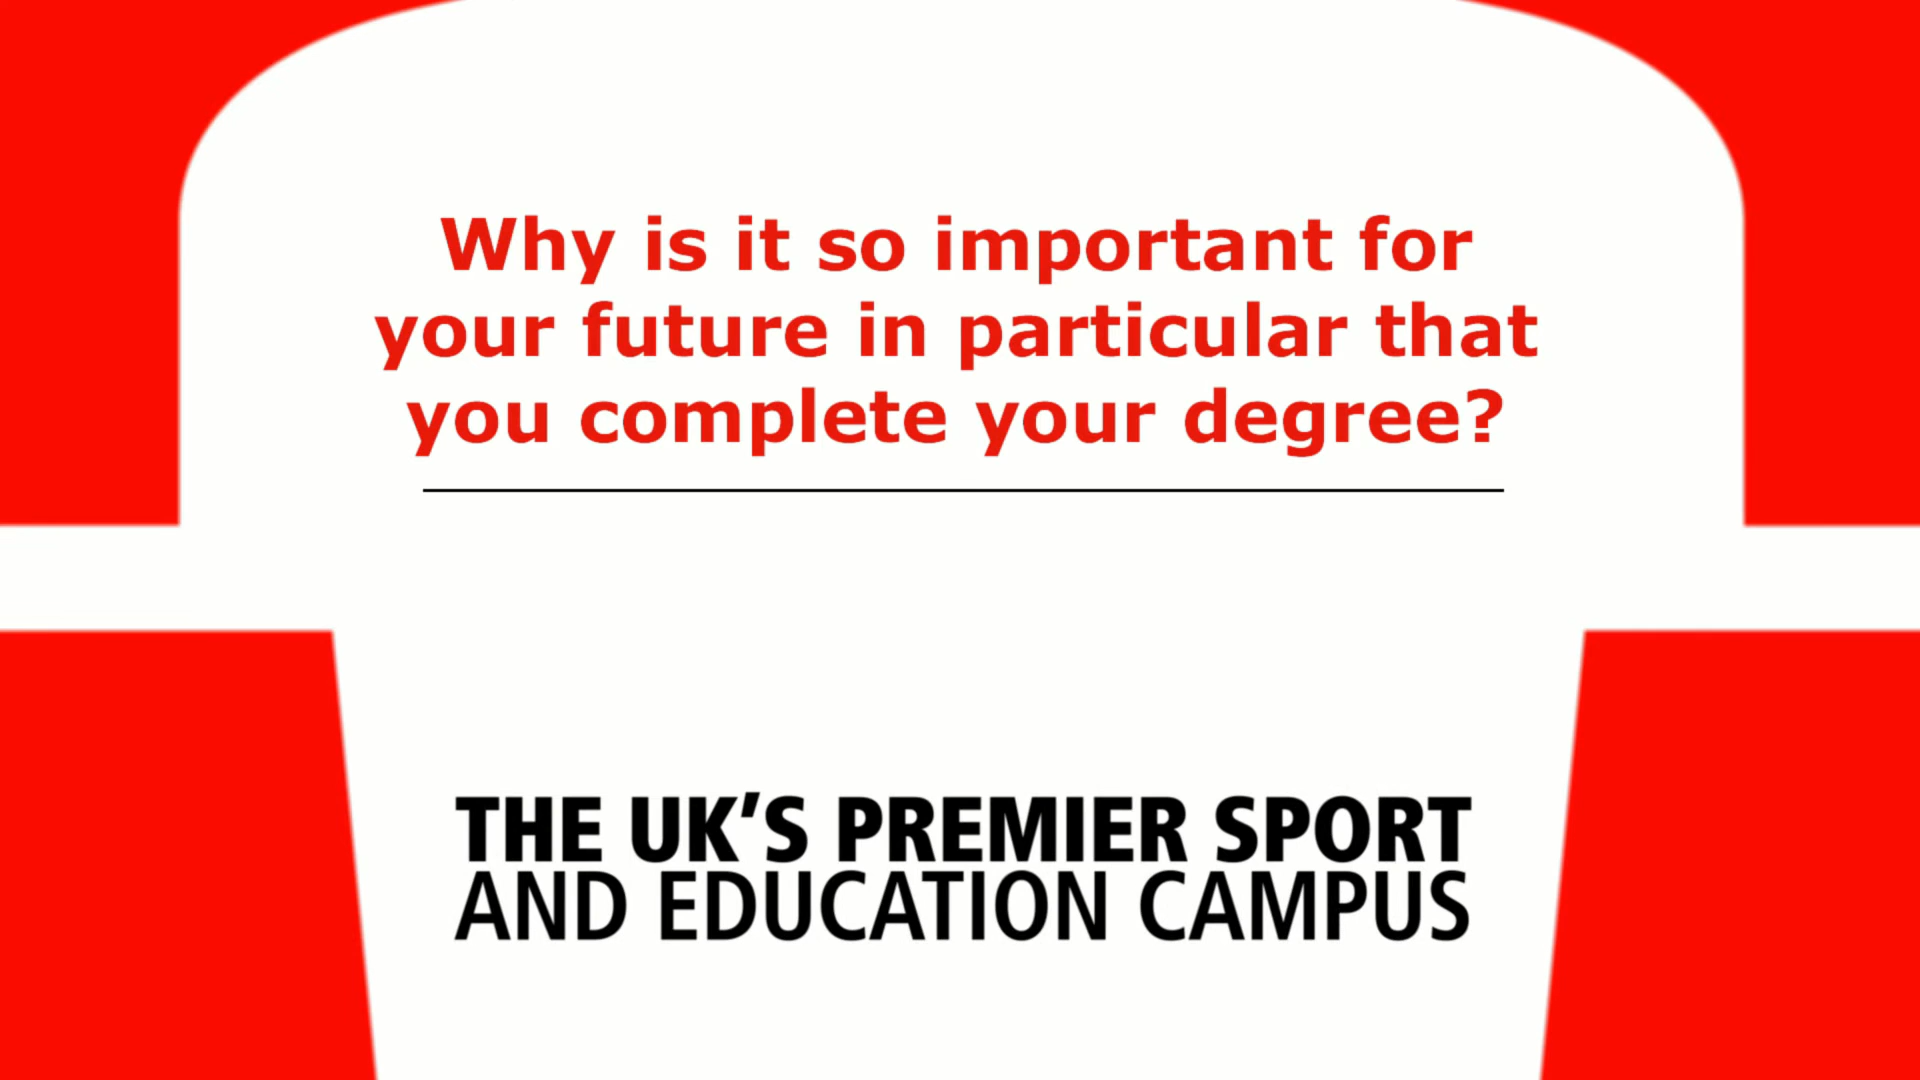 Why is it so important for
your future in particular that
you complete your degree?
THE UK'S PREMIER SPORT
AND EDUCATION CAMPUS